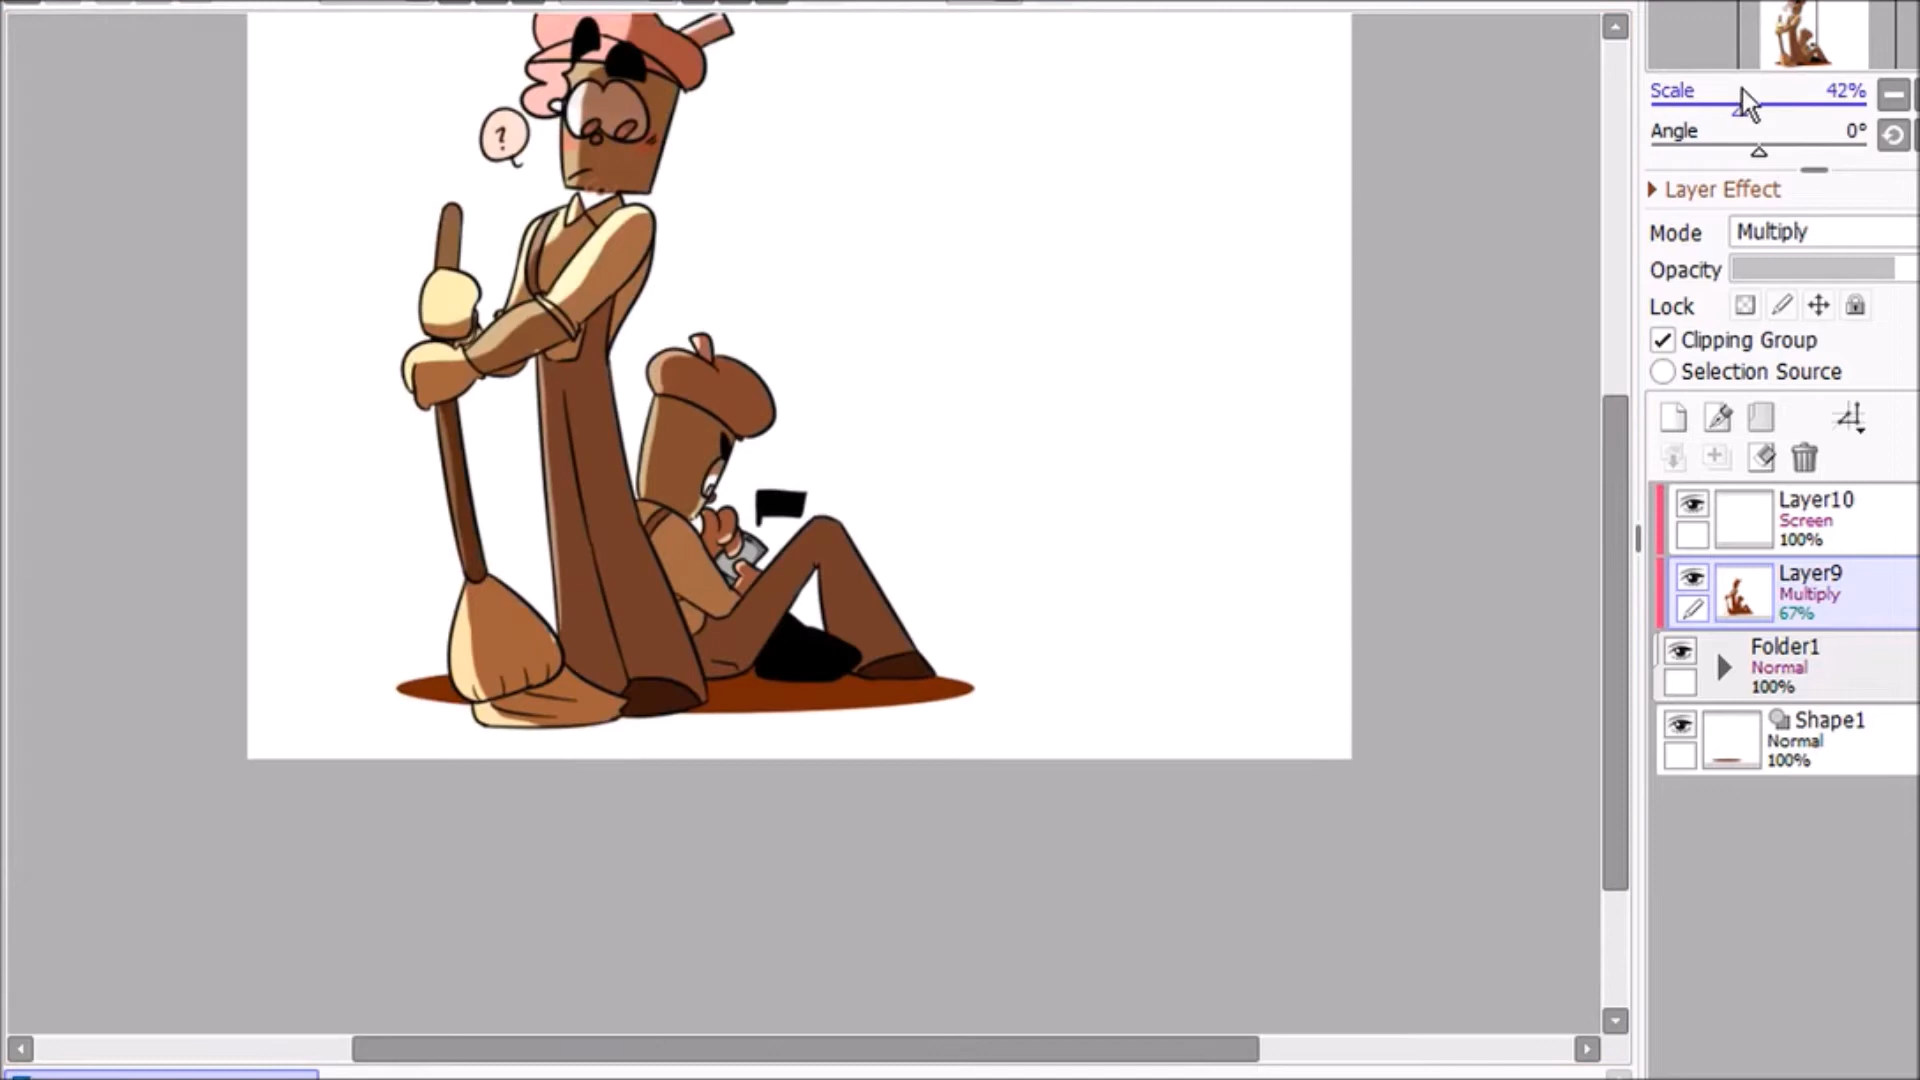 ?
Scale 42%
Angle 0°
Layer Effect
Mode Multiply
Opacity
Lock
Clipping Group
Selection Source
Layer10
Screen
100%
Layer9
Multiply
67%
Folder1
Normal
100%
Shape1
Normal
100%